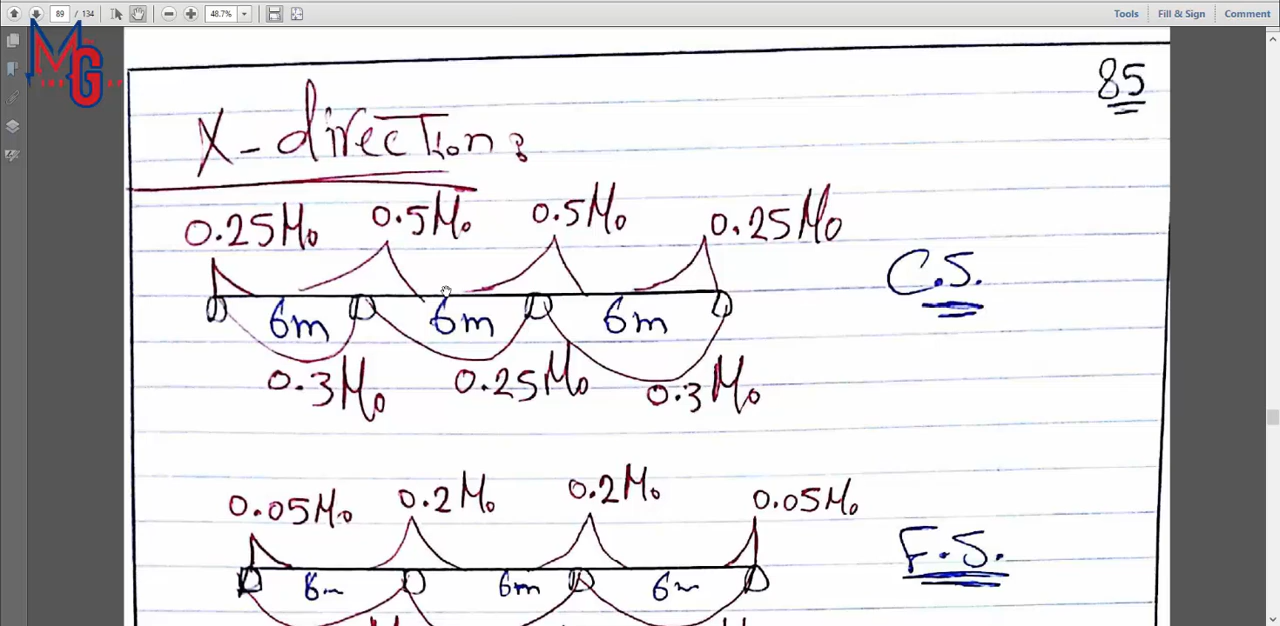 89 / 134
48.7%
Tools Fill & Sign Comment
MG
85
X-direction:
0.25M₀ 0.5M₀ 0.5M₀ 0.25M₀
C.S.
6m 6m 6m
0.3M₀ 0.25M₀ 0.3M₀
0.05M₀ 0.2M₀ 0.2M₀ 0.05M₀
F.S.
6m 6m 6m